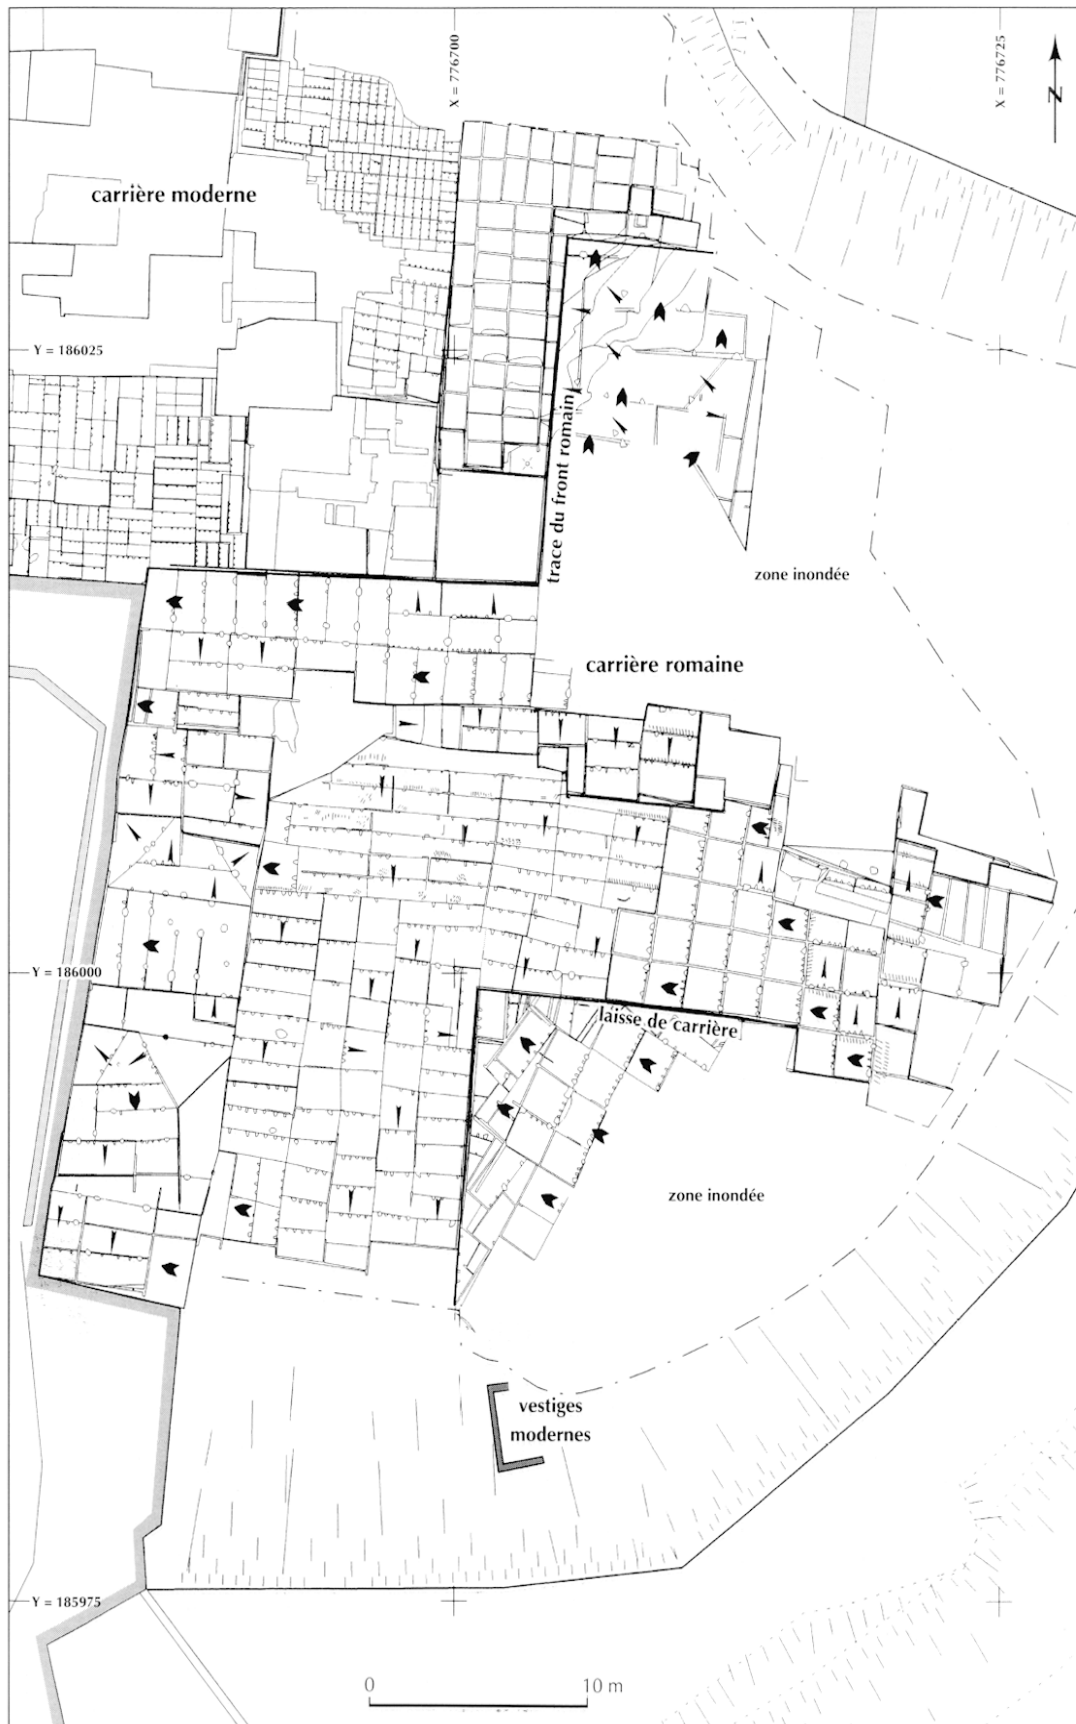 X = 776700
X = 776725
N
carrière moderne
Y = 186025
trace du front romain
zone inondée
carrière romaine
Y = 186000
laisse de carrière
zone inondée
vestiges
modernes
Y = 185975
0 10 m